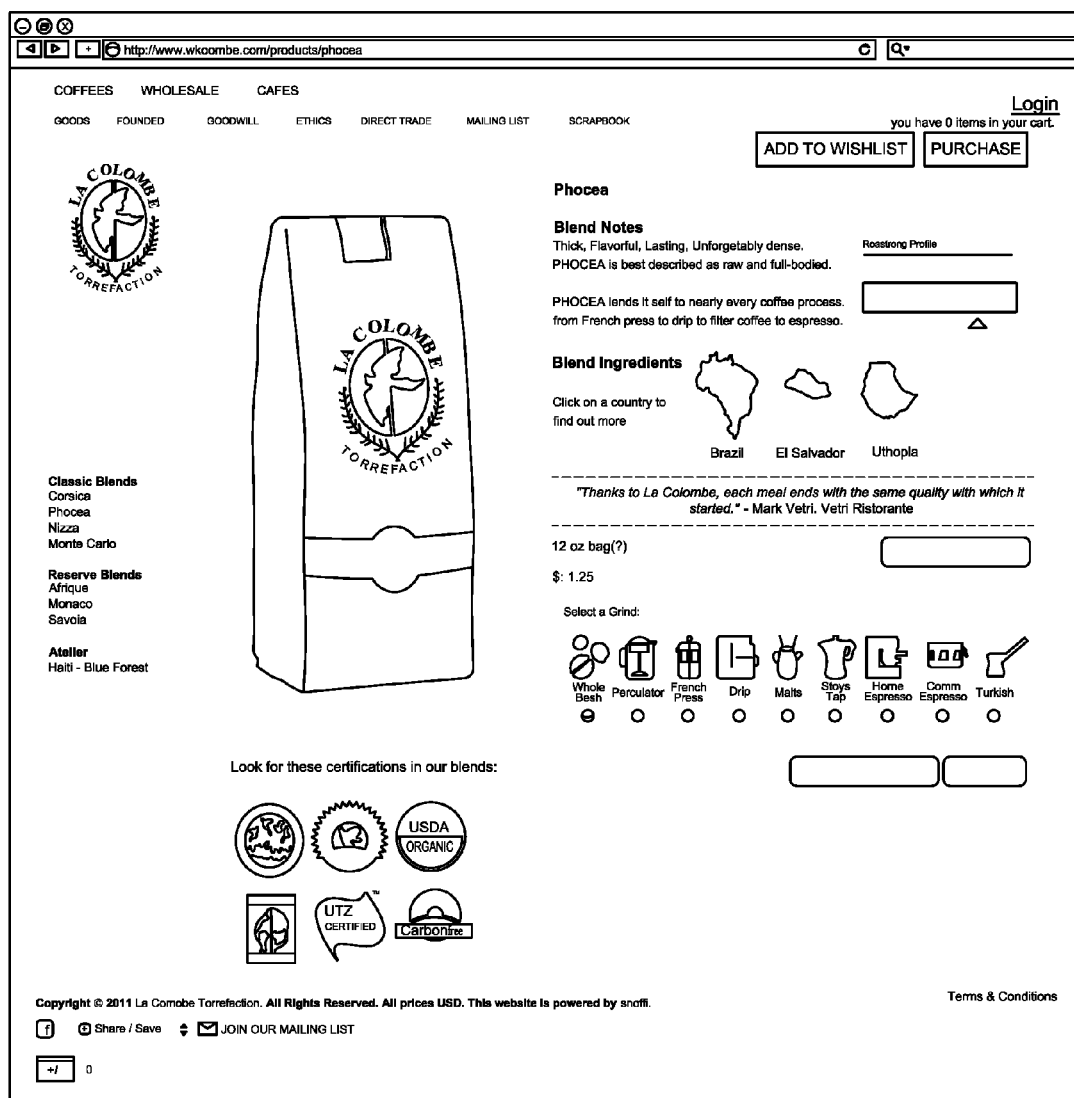 http://www.wkoombe.com/products/phocea
COFFEES WHOLESALE CAFES
Login
GOODS FOUNDED GOODWILL ETHICS DIRECT TRADE MAILING LIST SCRAPBOOK
you have 0 items in your cart.
ADD TO WISHLIST PURCHASE
LA COLOMBE
TORREFACTION
Phocea
Blend Notes
Thick, Flavorful, Lasting, Unforgetably dense.
PHOCEA is best described as raw and full-bodied.
Roastrong Profile
PHOCEA lends it self to nearly every coffee process.
from French press to drip to filter coffee to espresso.
LA COLOMBE
TORREFACTION
Blend Ingredients
Click on a country to
find out more
Brazil El Salvador Uthopla
"Thanks to La Colombe, each meal ends with the same quality with which it
started." - Mark Vetri. Vetri Ristorante
Classic Blends
Corsica
Phocea
Nizza
Monte Carlo
Reserve Blends
Afrique
Monaco
Savoia
Atelier
Haiti - Blue Forest
12 oz bag(?)
$: 1.25
Select a Grind:
Whole Besh
Perculator
French Press
Drip
Malts
Stoys Tap
Home Espresso
Comm Espresso
Turkish
Look for these certifications in our blends:
USDA
ORGANIC
UTZ
CERTIFIED
TM
Carbonfree
Copyright © 2011 La Comobe Torrefaction. All Rights Reserved. All prices USD. This website is powered by snoffi.
Terms & Conditions
f Share / Save JOIN OUR MAILING LIST
+/ 0